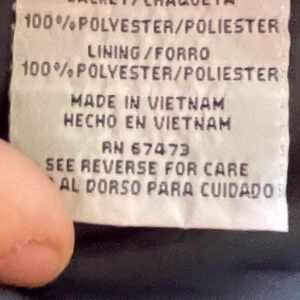 JACKET/CHAQUETA
100% POLYESTER/POLIESTER
LINING/FORRO
100% POLYESTER/POLIESTER
MADE IN VIETNAM
HECHO EN VIETNAM
RN 67473
SEE REVERSE FOR CARE
AL DORSO PARA CUIDADO